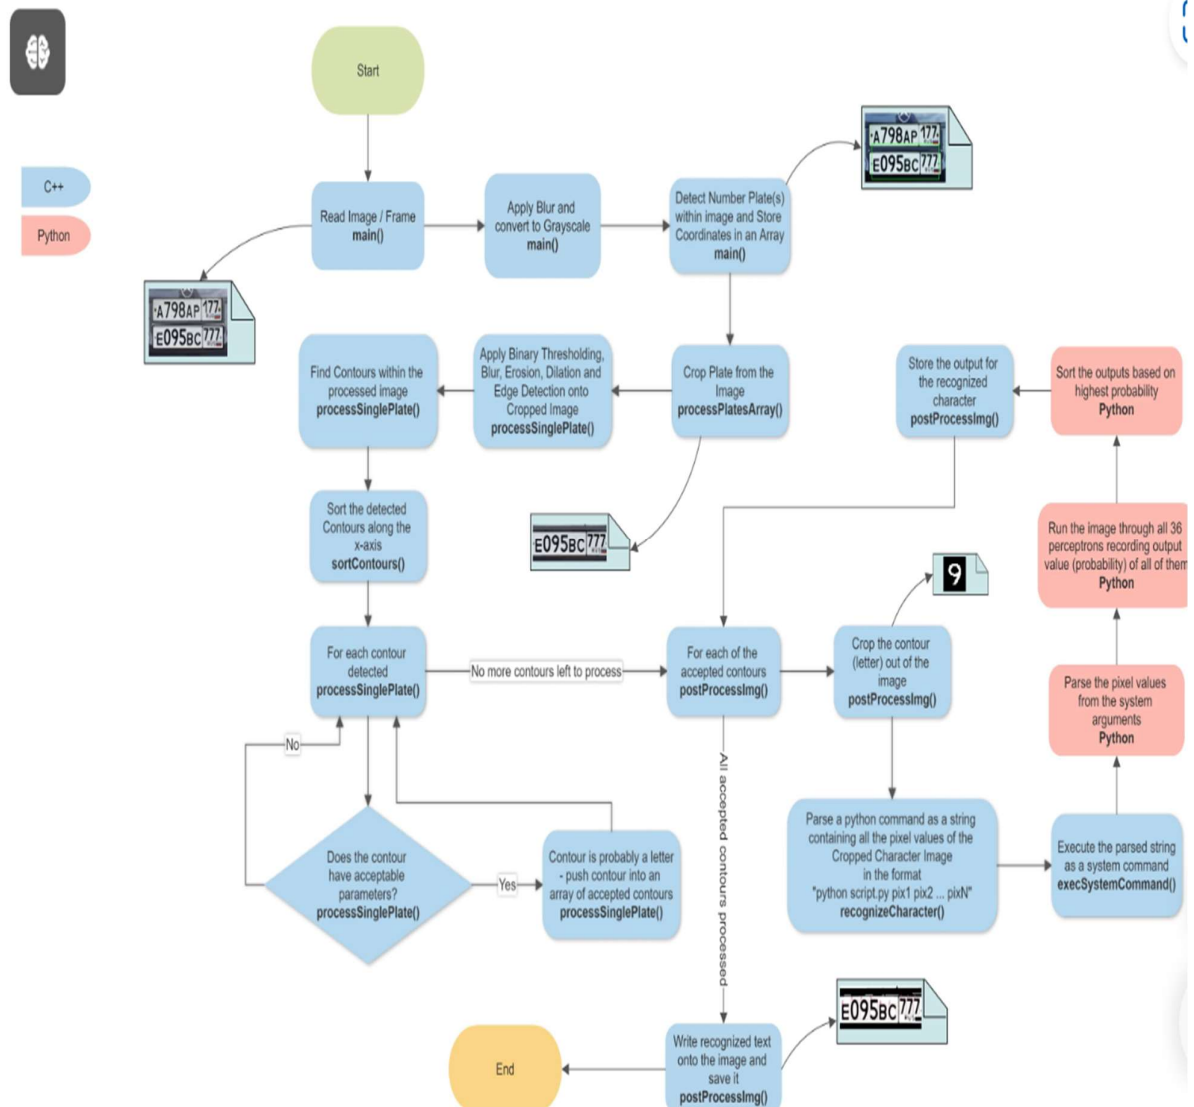 Start
C++
Python
Read Image / Frame
main()
Apply Blur and
convert to Grayscale
main()
Detect Number Plate(s)
within image and Store
Coordinates in an Array
main()
A798AP 177
E095BC 777
A798AP 177
E095BC 777
Find Contours within the
processed image
processSinglePlate()
Apply Binary Thresholding,
Blur, Erosion, Dilation and
Edge Detection onto
Cropped Image
processSinglePlate()
Crop Plate from the
Image
processPlatesArray()
Store the output for
the recognized
character
postProcessImg()
Sort the outputs based on
highest probability
Python
Sort the detected
Contours along the
x-axis
sortContours()
E095BC 777
Run the image through all 36
perceptrons recording output
value (probability) of all of them
Python
9
For each contour
detected
processSinglePlate()
No more contours left to process
For each of the
accepted contours
postProcessImg()
Crop the contour
(letter) out of the
image
postProcessImg()
Parse the pixel values
from the system
arguments
Python
No
All accepted contours processed
Does the contour
have acceptable
parameters?
processSinglePlate()
Yes
Contour is probably a letter
- push contour into an
array of accepted contours
processSinglePlate()
Parse a python command as a string
containing all the pixel values of the
Cropped Character Image
in the format
"python script.py pix1 pix2 ... pixN"
recognizeCharacter()
Execute the parsed string
as a system command
execSystemCommand()
E095BC 777
Write recognized text
onto the image and
save it
postProcessImg()
End